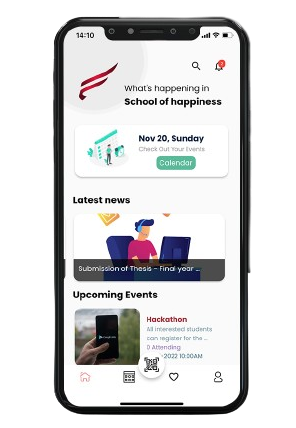 14:10
What's happening in
School of happiness
Nov 20, Sunday
Check Out Your Events
Calendar
Latest news
Submission of Thesis - Final year ...
Upcoming Events
Hackathon
All interested students
can register for the ...
0 Attending
2022 10:00AM